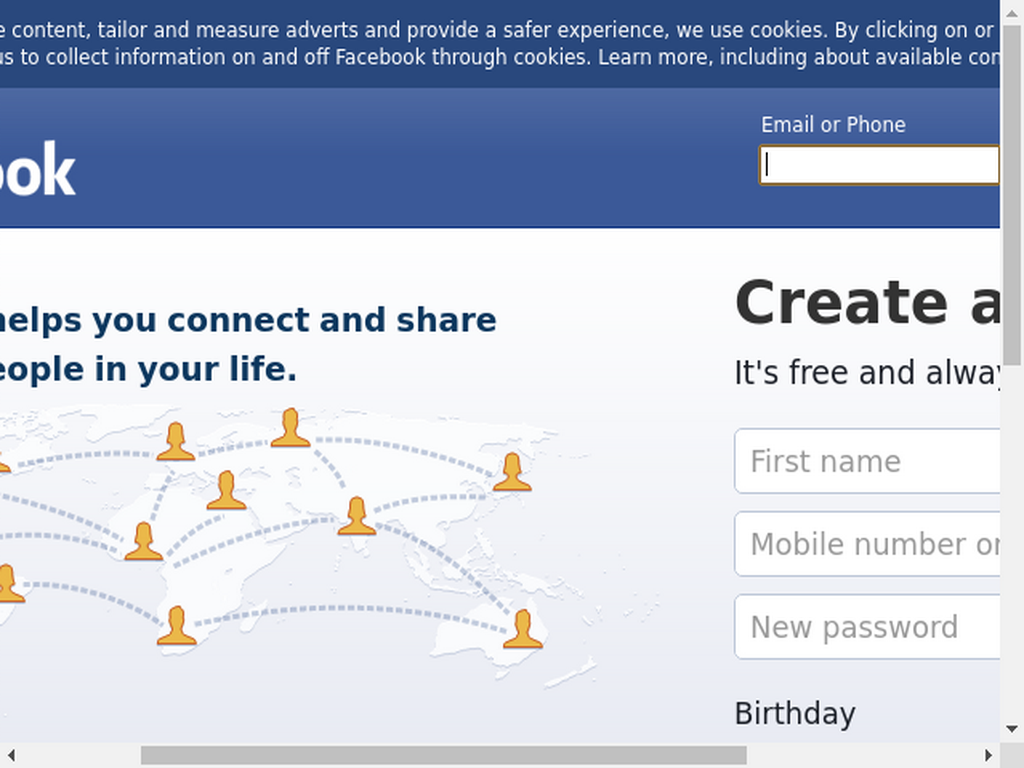 content, tailor and measure adverts and provide a safer experience, we use cookies. By clicking on or
us to collect information on and off Facebook through cookies. Learn more, including about available
Email or Phone
ook
helps you connect and share
eople in your life.
Create a
It's free and alway
First name
Mobile number or
New password
Birthday